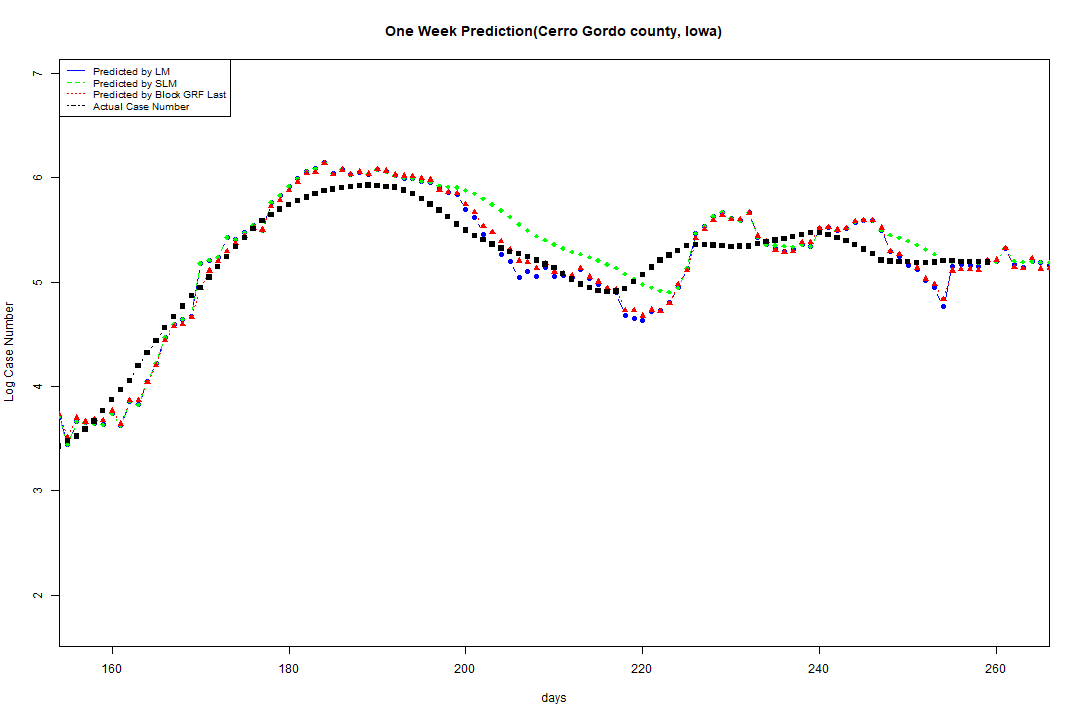 One Week Prediction(Cerro Gordo county, Iowa)
Predicted by LM
Predicted by SLM
Predicted by Block GRF Last
Actual Case Number
7
6
5
4
3
2
Log Case Number
160 180 200 220 240 260
days